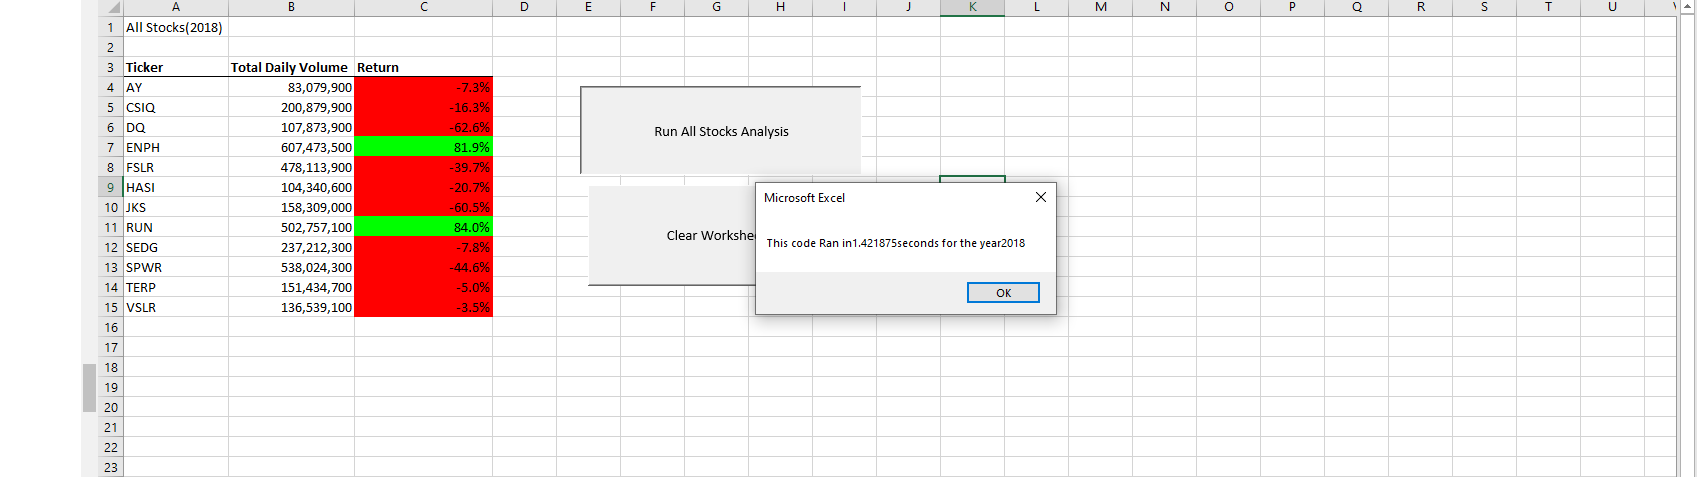 A B C D E F G H I J K L M N O P Q R S T U
1 All Stocks(2018)
2
3 Ticker Total Daily Volume Return
4 AY 83,079,900 -7.3%
5 CSIQ 200,879,900 -16.3%
6 DQ 107,873,900 -62.6%
7 ENPH 607,473,500 81.9%
8 FSLR 478,113,900 -39.7%
9 HASI 104,340,600 -20.7%
10 JKS 158,309,000 -60.5%
11 RUN 502,757,100 84.0%
12 SEDG 237,212,300 -7.8%
13 SPWR 538,024,300 -44.6%
14 TERP 151,434,700 -5.0%
15 VSLR 136,539,100 -3.5%
16
17
18
19
20
21
22
23
Run All Stocks Analysis
Clear Workshe
Microsoft Excel
This code Ran in1.421875seconds for the year2018
OK